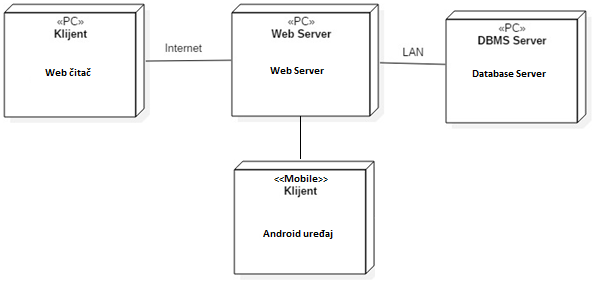 «PC»
Klijent
Web čitač
Internet
«PC»
Web Server
Web Server
LAN
«PC»
DBMS Server
Database Server
<<Mobile>>
Klijent
Android uređaj